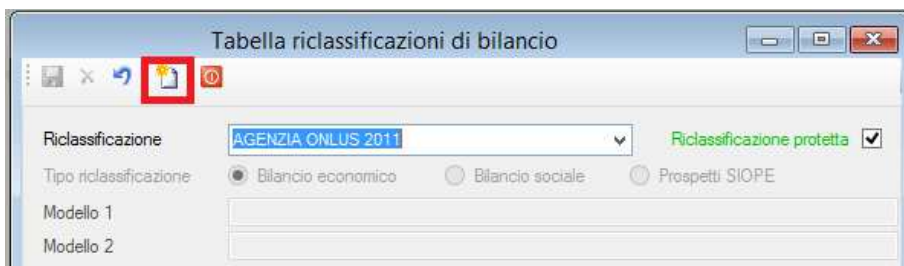 Tabella riclassificazioni di bilancio
Riclassificazione AGENZIA ONLUS 2011 Riclassificazione protetta
Tipo riclassificazione Bilancio economico Bilancio sociale Prospetti SIOPE
Modello 1
Modello 2